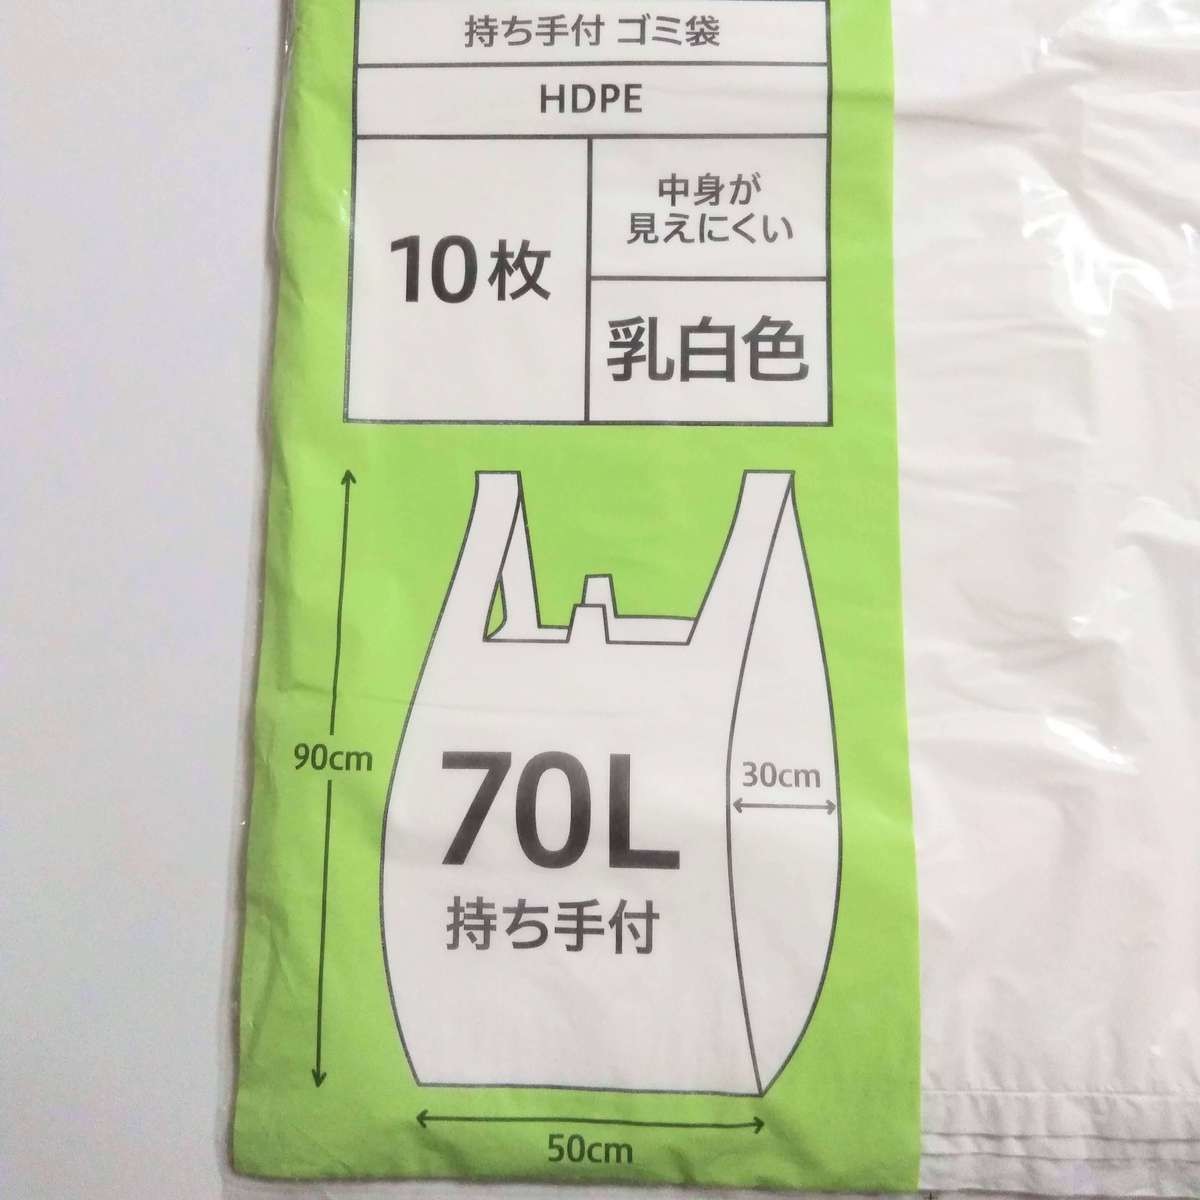 持ち手付 ゴミ袋
HDPE
10枚
中身が
見えにくい
乳白色
90cm
70L
30cm
持ち手付
50cm